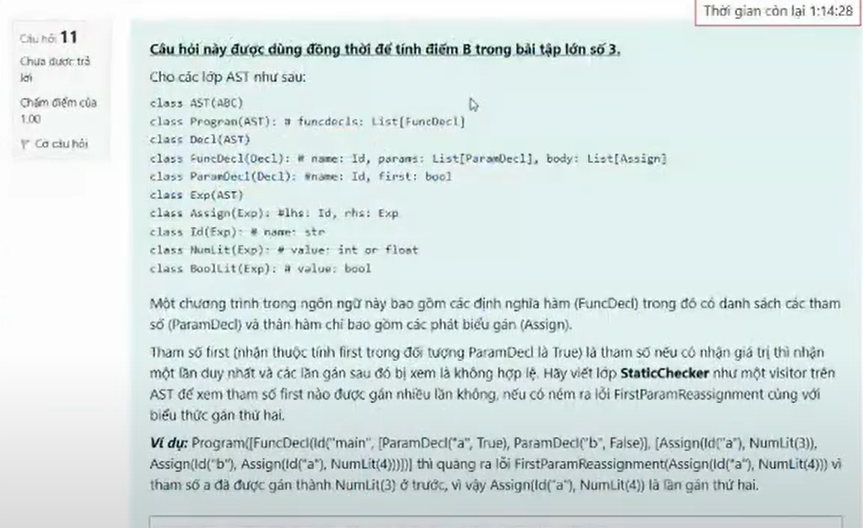 Thời gian còn lại 1:14:28
Câu hỏi 11
Chưa được trả
lời
Chấm điểm của
1,00
Cờ câu hỏi
Câu hỏi này được dùng đồng thời để tính điểm B trong bài tập lớn số 3.
Cho các lớp AST như sau:
class AST(ABC)
class Program(AST): # funcdecls: List[FuncDecl]
class Decl(AST)
class FuncDecl(Decl): # name: Id, params: List[ParamDecl], body: List[Assign]
class ParamDecl(Decl): #name: Id, first: bool
class Exp(AST)
class Assign(Exp): #lhs: Id, rhs: Exp
class Id(Exp): # name: str
class NumLit(Exp): # value: int or float
class BoolLit(Exp): # value: bool
Một chương trình trong ngôn ngữ này bao gồm các định nghĩa hàm (FuncDecl) trong đó có danh sách các tham
số (ParamDecl) và thân hàm chỉ bao gồm các phát biểu gán (Assign).
Tham số first (nhận thuộc tính first trong đối tượng ParamDecl là True) là tham số nếu có nhận giá trị thì nhận
một lần duy nhất và các lần gán sau đó bị xem là không hợp lệ. Hãy viết lớp StaticChecker như một visitor trên
AST để xem tham số first nào được gán nhiều lần không, nếu có ném ra lỗi FirstParamReassignment cùng với
biểu thức gán thứ hai.
Ví dụ: Program([FuncDecl(Id("main", [ParamDecl("a", True), ParamDecl("b", False)], [Assign(Id("a"), NumLit(3)),
Assign(Id("b"), Assign(Id("a"), NumLit(4)))])]) thì quăng ra lỗi FirstParamReassignment(Assign(Id("a"), NumLit(4))) vì
tham số a đã được gán thành NumLit(3) ở trước, vì vậy Assign(Id("a"), NumLit(4)) là lần gán thứ hai.